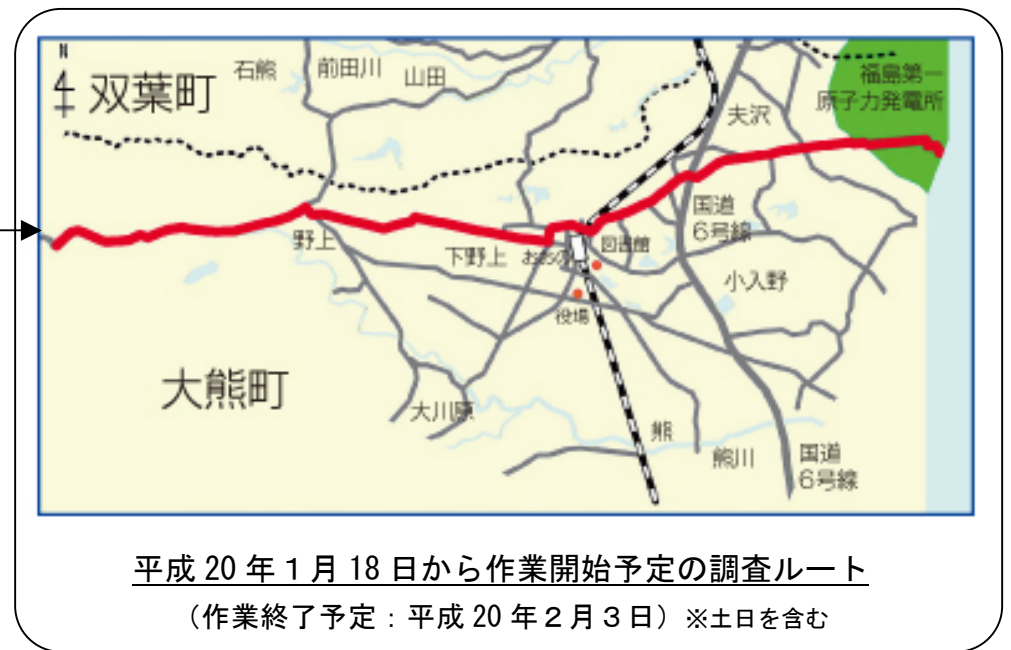 N
双葉町
石熊
前田川
山田
福島第一
原子力発電所
夫沢
国道
6号線
野上
下野上
おおの
図書館
小入野
役場
大熊町
大川原
熊
熊川
国道
6号線
平成 20 年 1 月 18 日から作業開始予定の調査ルート
（作業終了予定：平成 20 年 2 月 3 日）※土日を含む